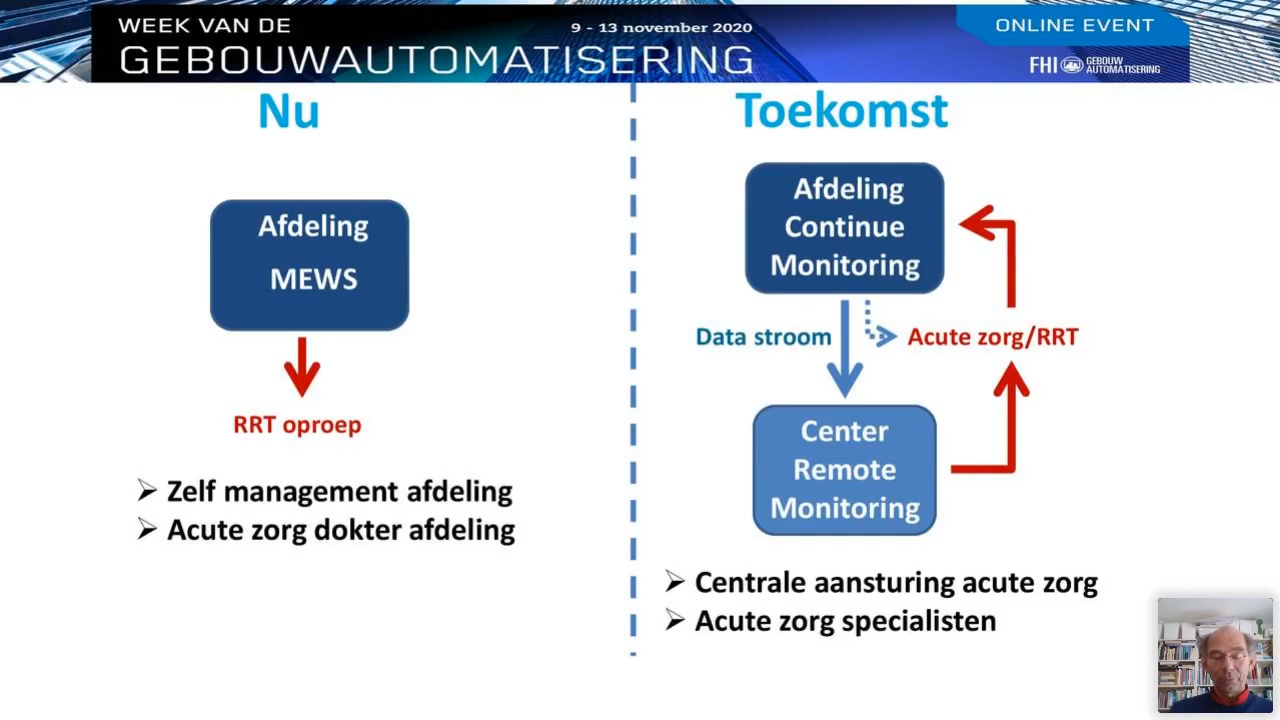 WEEK VAN DE
9 - 13 november 2020
ONLINE EVENT
GEBOUWAUTOMATISERING
FHI GEBOUW
AUTOMATISERING
Nu
Afdeling
MEWS
RRT oproep
➢ Zelf management afdeling
➢ Acute zorg dokter afdeling
Toekomst
Afdeling
Continue
Monitoring
Data stroom
Acute zorg/RRT
Center
Remote
Monitoring
➢ Centrale aansturing acute zorg
➢ Acute zorg specialisten